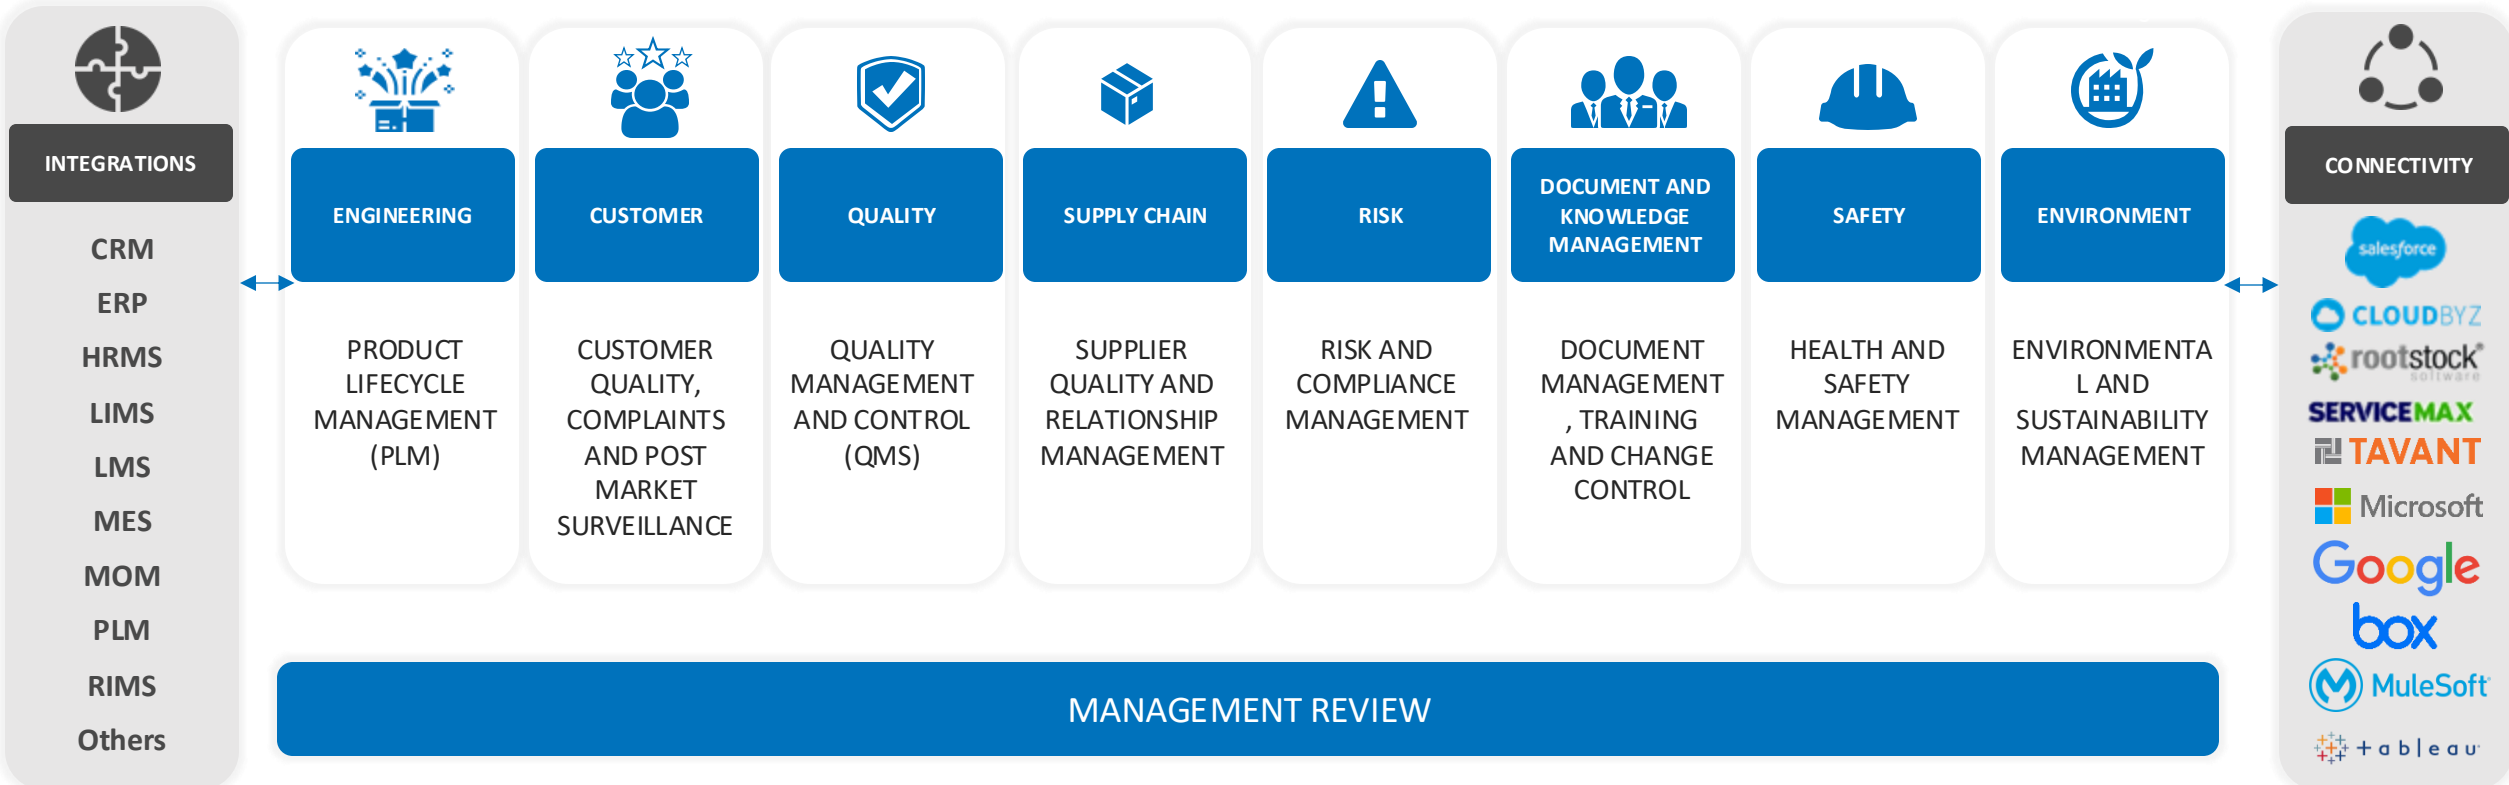 INTEGRATIONS
CRM
ERP
HRMS
LIMS
LMS
MES
MOM
PLM
RIMS
Others
ENGINEERING
PRODUCT
LIFECYCLE
MANAGEMENT
(PLM)
CUSTOMER
CUSTOMER
QUALITY,
COMPLAINTS
AND POST
MARKET
SURVEILLANCE
QUALITY
QUALITY
MANAGEMENT
AND CONTROL
(QMS)
SUPPLY CHAIN
SUPPLIER
QUALITY AND
RELATIONSHIP
MANAGEMENT
RISK
RISK AND
COMPLIANCE
MANAGEMENT
DOCUMENT AND
KNOWLEDGE
MANAGEMENT
DOCUMENT
MANAGEMENT
, TRAINING
AND CHANGE
CONTROL
SAFETY
HEALTH AND
SAFETY
MANAGEMENT
ENVIRONMENT
ENVIRONMENTA
L AND
SUSTAINABILITY
MANAGEMENT
MANAGEMENT REVIEW
CONNECTIVITY
salesforce
CLOUDBYZ
rootstock
software
SERVICEMAX
TAVANT
Microsoft
Google
box
MuleSoft
+ a b l e a u